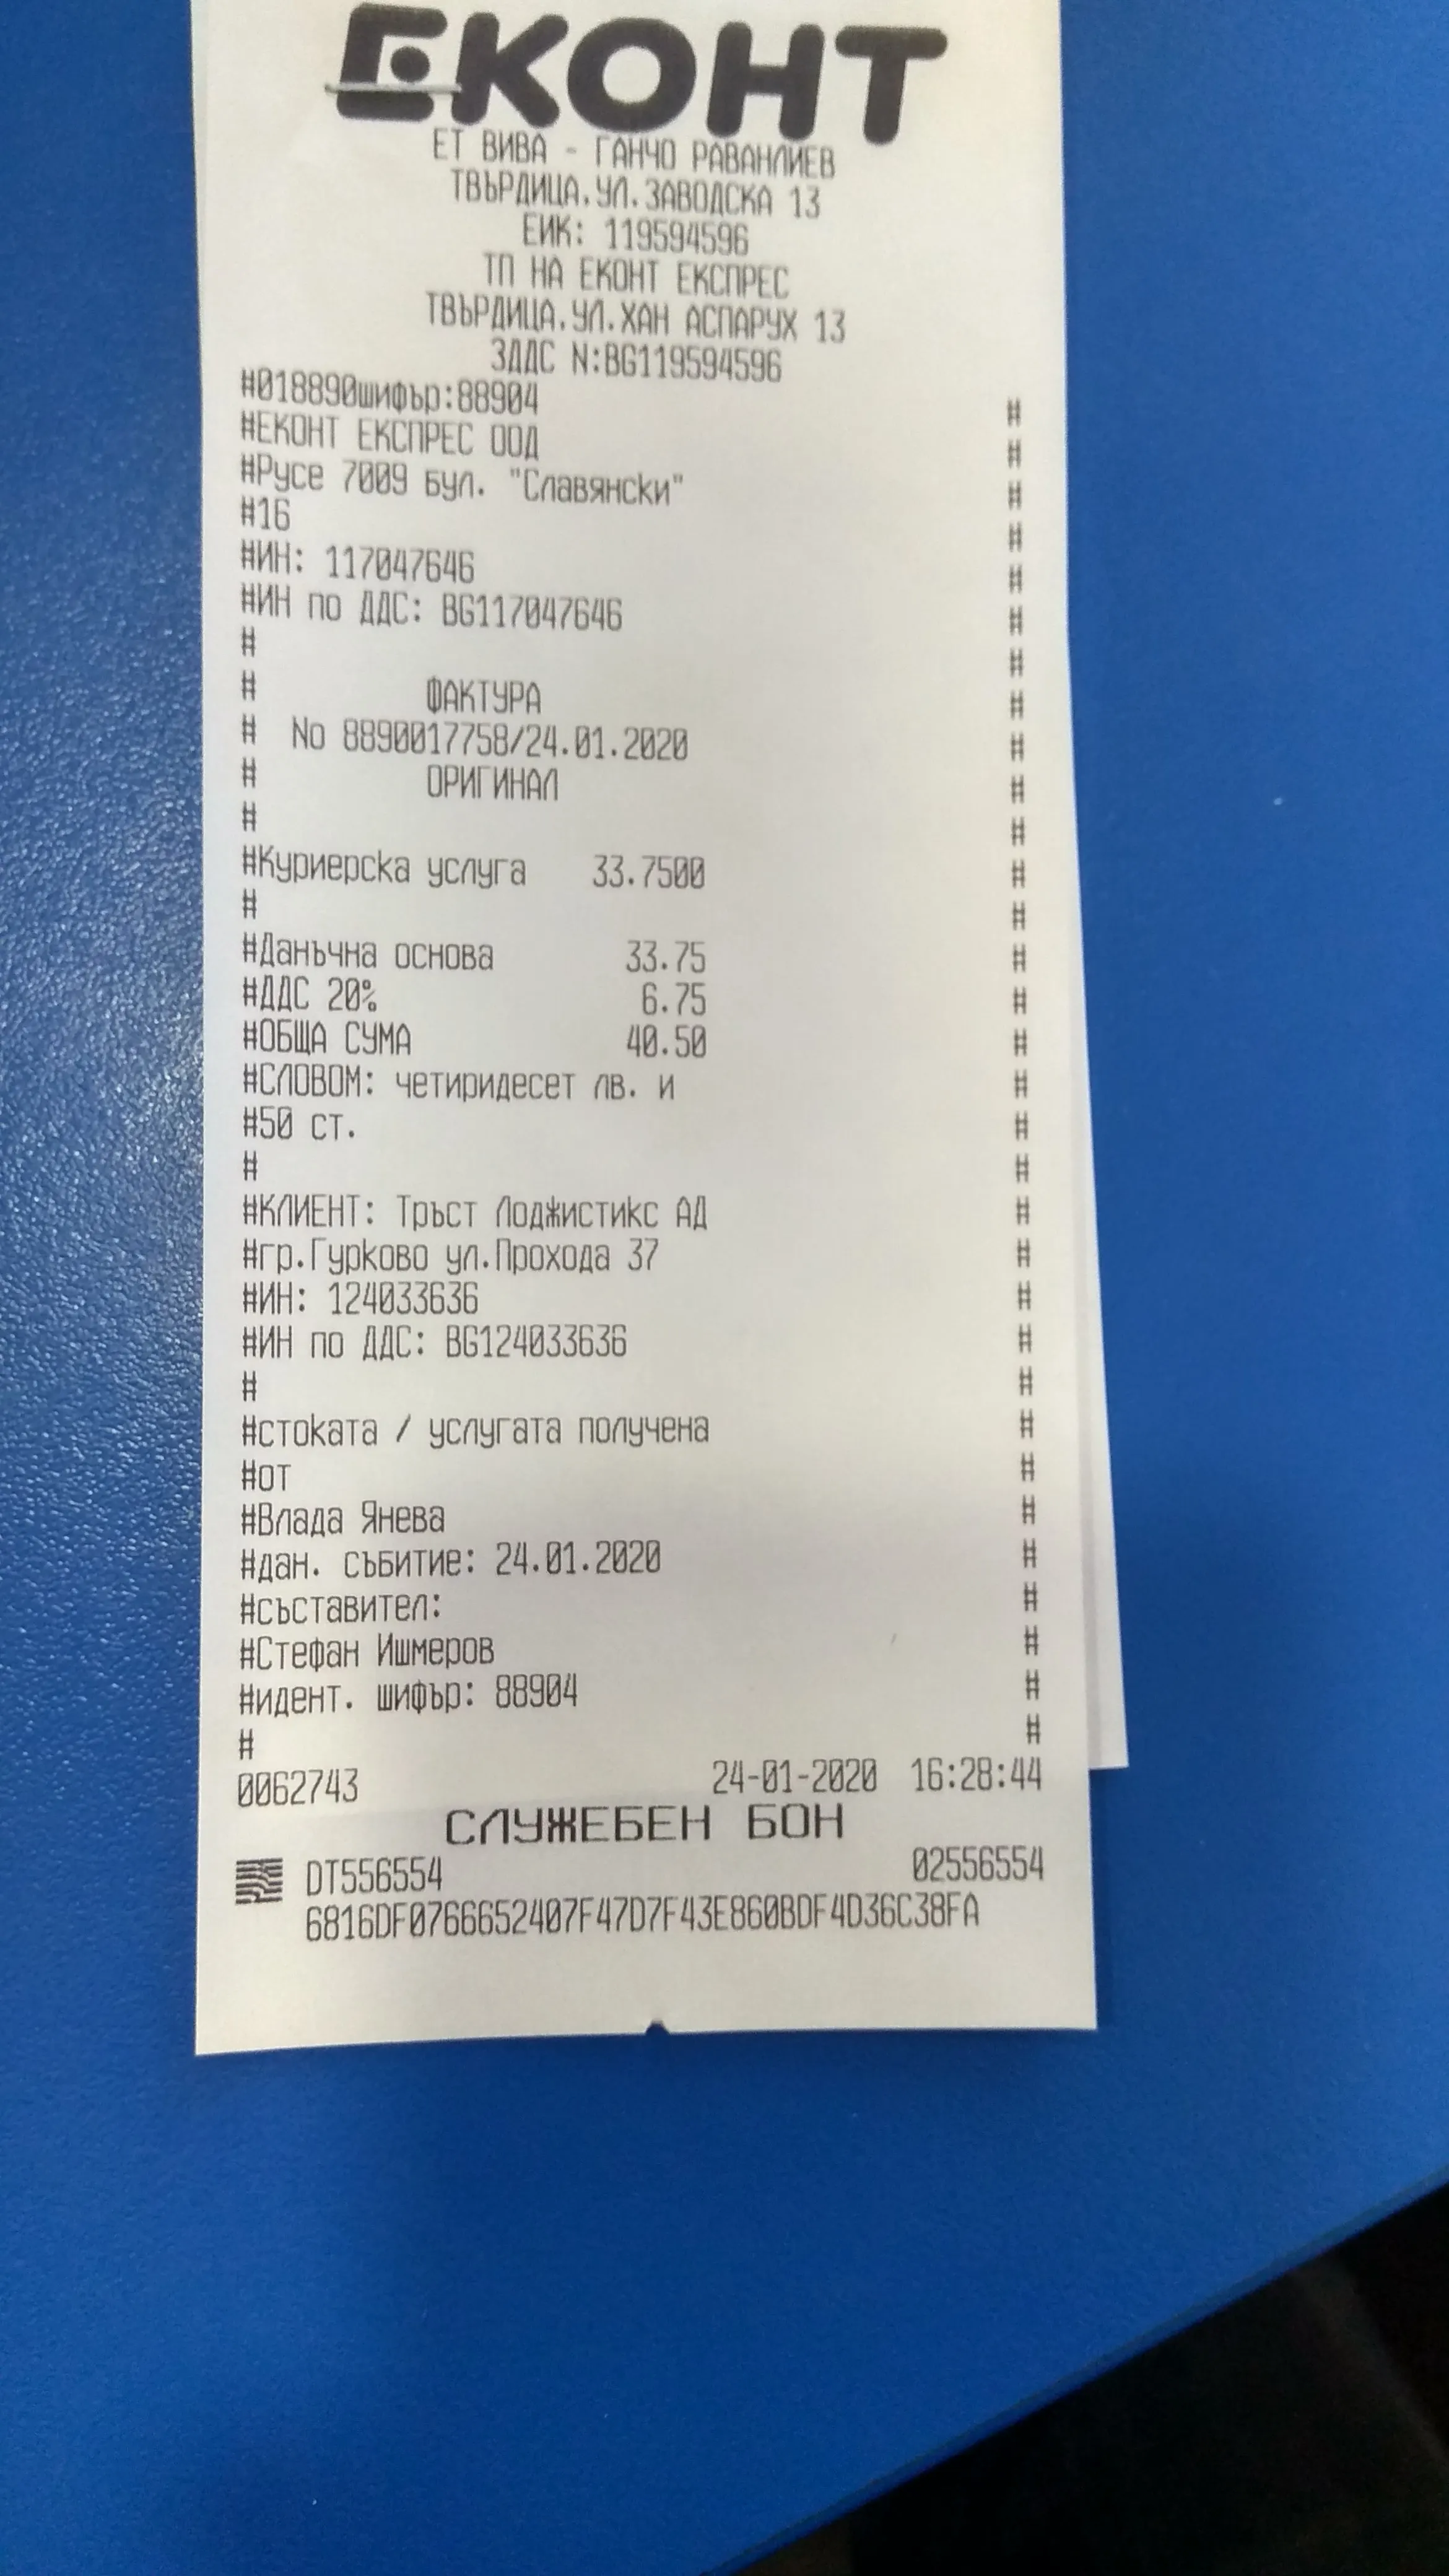 ЕКОНТ
ЕТ ВИВА - ГАНЧО РАВАНЛИЕВ
ТВЪРДИЦА.УЛ.ЗАВОДСКА 13
ЕИК: 119594596
ТП НА ЕКОНТ ЕКСПРЕС
ТВЪРДИЦА.УЛ.ХАН АСПАРУХ 13
ЗДДС N:BG119594596
#018890шифър:88904 #
#ЕКОНТ ЕКСПРЕС ООД #
#Русе 7009 бул. "Славянски" #
#16 #
#ИН: 117047646 #
#ИН по ДДС: BG117047646 #
# #
# ФАКТУРА #
# No 8890017758/24.01.2020 #
# ОРИГИНАЛ #
# #
#Куриерска услуга 33.7500 #
# #
#Данъчна основа 33.75 #
#ДДС 20% 6.75 #
#ОБЩА СУМА 40.50 #
#СЛОВОМ: четиридесет лв. и #
#50 ст. #
# #
#КЛИЕНТ: Тръст Лоджистикс АД #
#гр.Гурково ул.Прохода 37 #
#ИН: 124033636 #
#ИН по ДДС: BG124033636 #
# #
#стоката / услугата получена #
#от #
#Влада Янева #
#дан. събитие: 24.01.2020 #
#съставител: #
#Стефан Ишмеров #
#идент. шифър: 88904 #
# #
0062743 24-01-2020 16:28:44
СЛУЖЕБЕН БОН
DT556554 02556554
6816DF0766652407F47D7F43E860BDF4D36C38FA